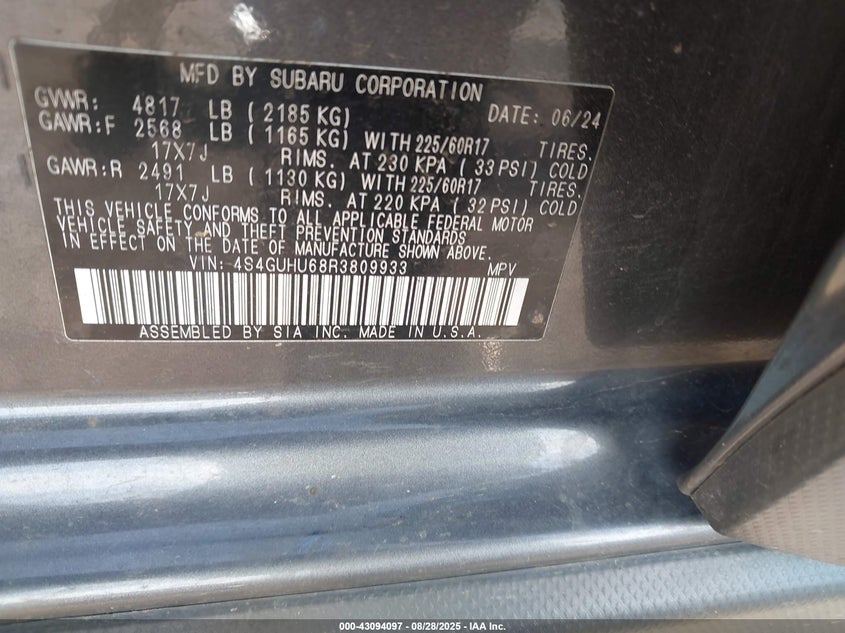 MFD BY SUBARU CORPORATION
GVWR: 4817 LB (2185 KG) DATE: 06/24
GAWR:F 2568 LB (1165 KG) WITH 225/60R17 TIRES.
17X7J RIMS. AT 230 KPA (33 PSI) COLD
GAWR:R 2491 LB (1130 KG) WITH 225/60R17 TIRES.
17X7J RIMS. AT 220 KPA (32 PSI) COLD
THIS VEHICLE CONFORMS TO ALL APPLICABLE FEDERAL MOTOR
VEHICLE SAFETY AND THEFT PREVENTION STANDARDS
IN EFFECT ON THE DATE OF MANUFACTURE SHOWN ABOVE.
VIN: 4S4GUHU68R3809933 MPV
ASSEMBLED BY SIA INC. MADE IN U.S.A.
000-43094097 - 08/28/2025 - IAA Inc.